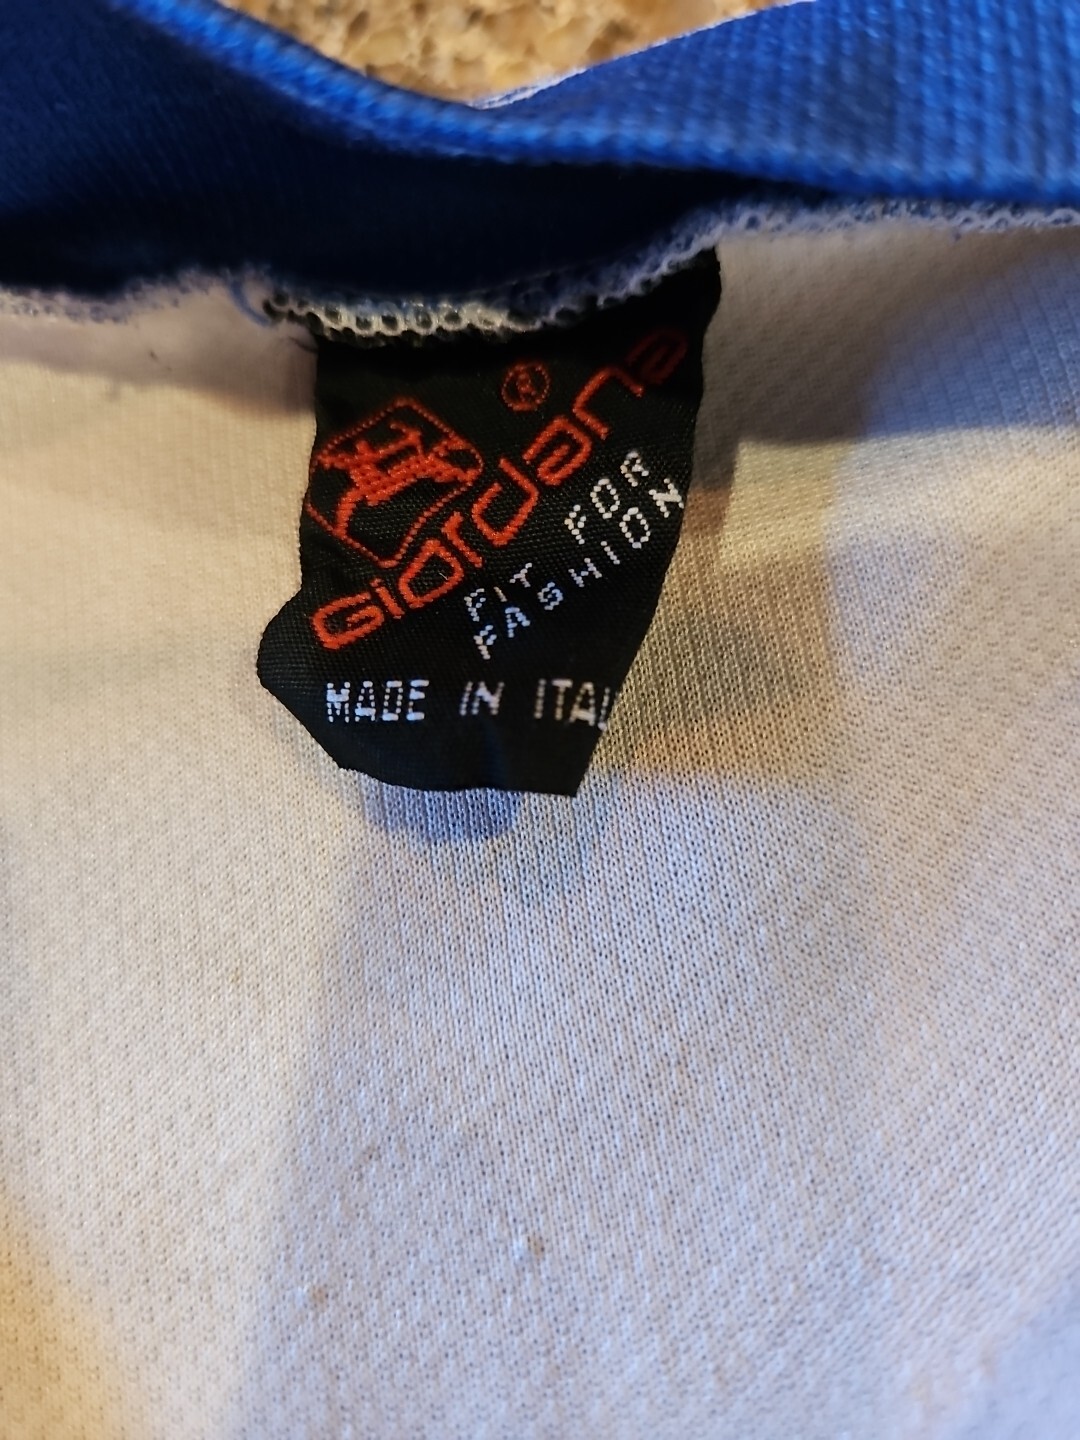 ®
GIORDANA
FIT FOR
FASHION
MADE IN ITAL